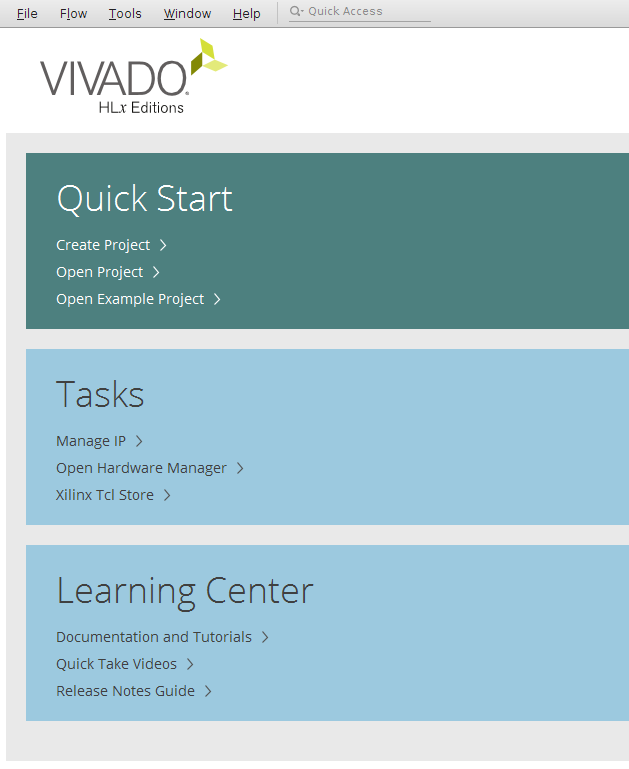 File Flow Tools Window Help Quick Access
VIVADO
HLx Editions
Quick Start
Create Project
Open Project
Open Example Project
Tasks
Manage IP
Open Hardware Manager
Xilinx Tcl Store
Learning Center
Documentation and Tutorials
Quick Take Videos
Release Notes Guide